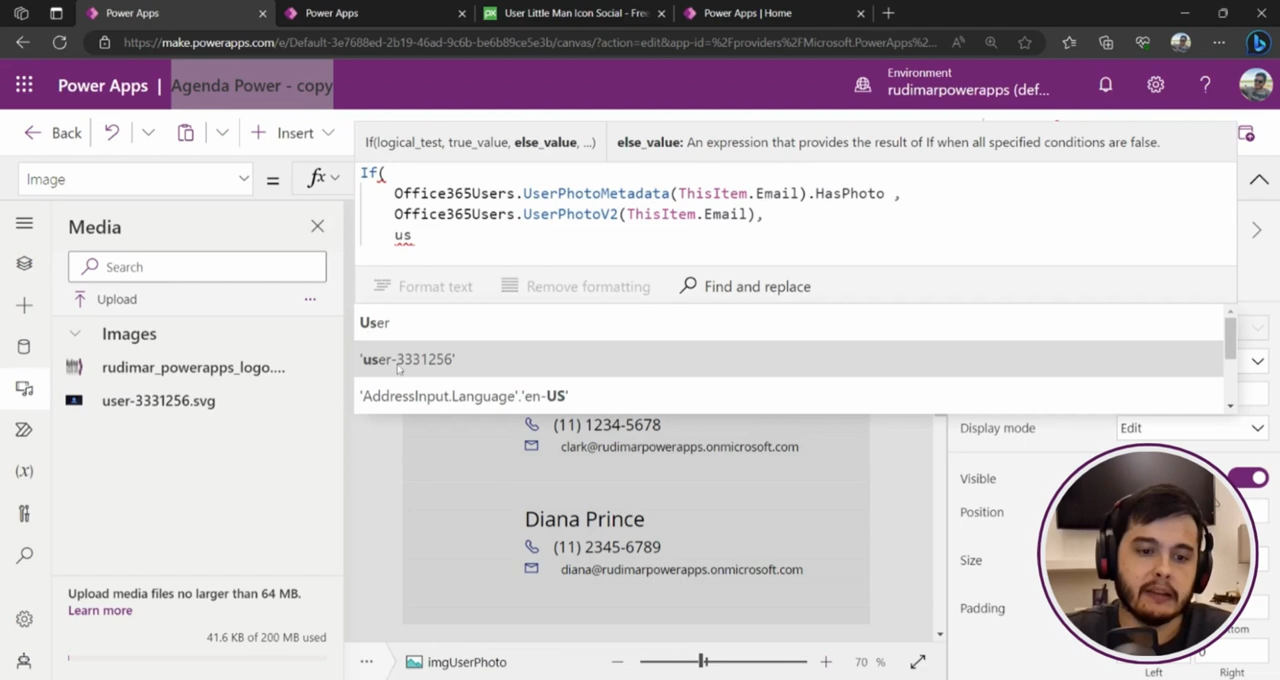 Power Apps
Power Apps
User Little Man Icon Social - Free
Power Apps | Home
https://make.powerapps.com/e/Default-3e7688ed-2b19-46ad-9c6b-be6b89ce5e3b/canvas/?action=edit&app-id=%2Fproviders%2FMicrosoft.PowerApps%2...
Power Apps | Agenda Power - copy
Environment
rudimarpowerapps (def...
Back
Insert
If(logical_test, true_value, else_value, ...)
else_value: An expression that provides the result of If when all specified conditions are false.
Image
=
fx
If(
Office365Users.UserPhotoMetadata(ThisItem.Email).HasPhoto ,
Office365Users.UserPhotoV2(ThisItem.Email),
us
Format text
Remove formatting
Find and replace
User
'user-3331256'
'AddressInput.Language'.'en-US'
Media
Search
Upload
Images
rudimar_powerapps_logo....
user-3331256.svg
Upload media files no larger than 64 MB.
Learn more
41.6 KB of 200 MB used
(11) 1234-5678
clark@rudimarpowerapps.onmicrosoft.com
Diana Prince
(11) 2345-6789
diana@rudimarpowerapps.onmicrosoft.com
imgUserPhoto
70 %
Display mode
Edit
Visible
Position
Size
Padding
Left
Right